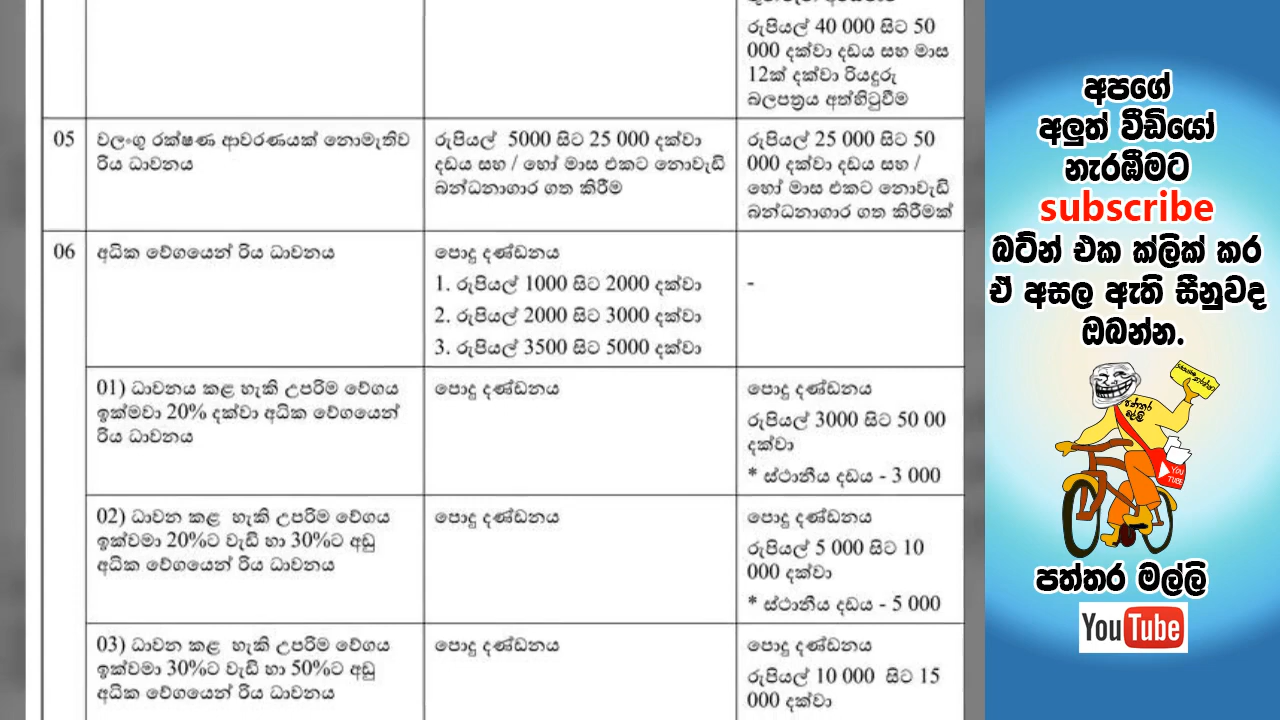 රුපියල් 40 000 සිට 50
000 දක්වා දඩය සහ මාස
12ක් දක්වා රියදුරු
බලපත්‍රය අත්හිටුවීම
05
වලංගු රක්ෂණ ආවරණයක් නොමැතිව
රිය ධාවනය
රුපියල්  5000 සිට 25 000 දක්වා
දඩය සහ / හෝ මාස එකට නොවැඩි
බන්ධනාගාර ගත කිරීම
රුපියල් 25 000 සිට 50
000 දක්වා දඩය සහ /
හෝ මාස එකට නොවැඩි
බන්ධනාගාර ගත කිරීමක්
06
අධික වේගයෙන් රිය ධාවනය
පොදු දණ්ඩනය
1. රුපියල් 1000 සිට 2000 දක්වා
2. රුපියල් 2000 සිට 3000 දක්වා
3. රුපියල් 3500 සිට 5000 දක්වා
-
01) ධාවනය කළ හැකි උපරිම වේගය
ඉක්මවා 20% දක්වා අධික වේගයෙන්
රිය ධාවනය
පොදු දණ්ඩනය
පොදු දණ්ඩනය
රුපියල් 3000 සිට 50 00
දක්වා
* ස්ථානීය දඩය - 3 000
02) ධාවන කළ  හැකි උපරිම වේගය
ඉක්වමා 20%ට වැඩි හා 30%ට අඩු
අධික වේගයෙන් රිය ධාවනය
පොදු දණ්ඩනය
පොදු දණ්ඩනය
රුපියල් 5 000 සිට 10
000 දක්වා
* ස්ථානීය දඩය - 5 000
03) ධාවන කළ  හැකි උපරිම වේගය
ඉක්වමා 30%ට වැඩි හා 50%ට අඩු
අධික වේගයෙන් රිය ධාවනය
පොදු දණ්ඩනය
පොදු දණ්ඩනය
රුපියල් 10 000  සිට 15
000 දක්වා
අපගේ
අලුත් වීඩියෝ
නැරඹීමට
subscribe
බටන් එක ක්ලික් කර
ඒ අසල ඇති සීනුවද
ඔබන්න.
පත්තර
මල්ලි
YOU
TUBE
පත්තර මල්ලි
YouTube